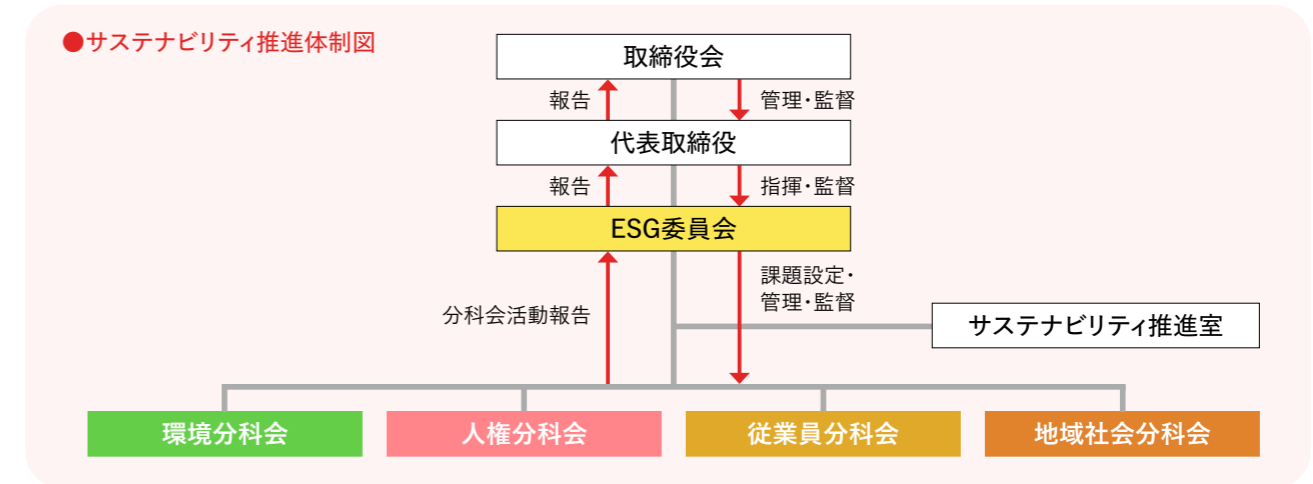 ●サステナビリティ推進体制図
取締役会
報告
管理・監督
代表取締役
報告
指揮・監督
ESG委員会
分科会活動報告
課題設定・
管理・監督
サステナビリティ推進室
環境分科会
人権分科会
従業員分科会
地域社会分科会